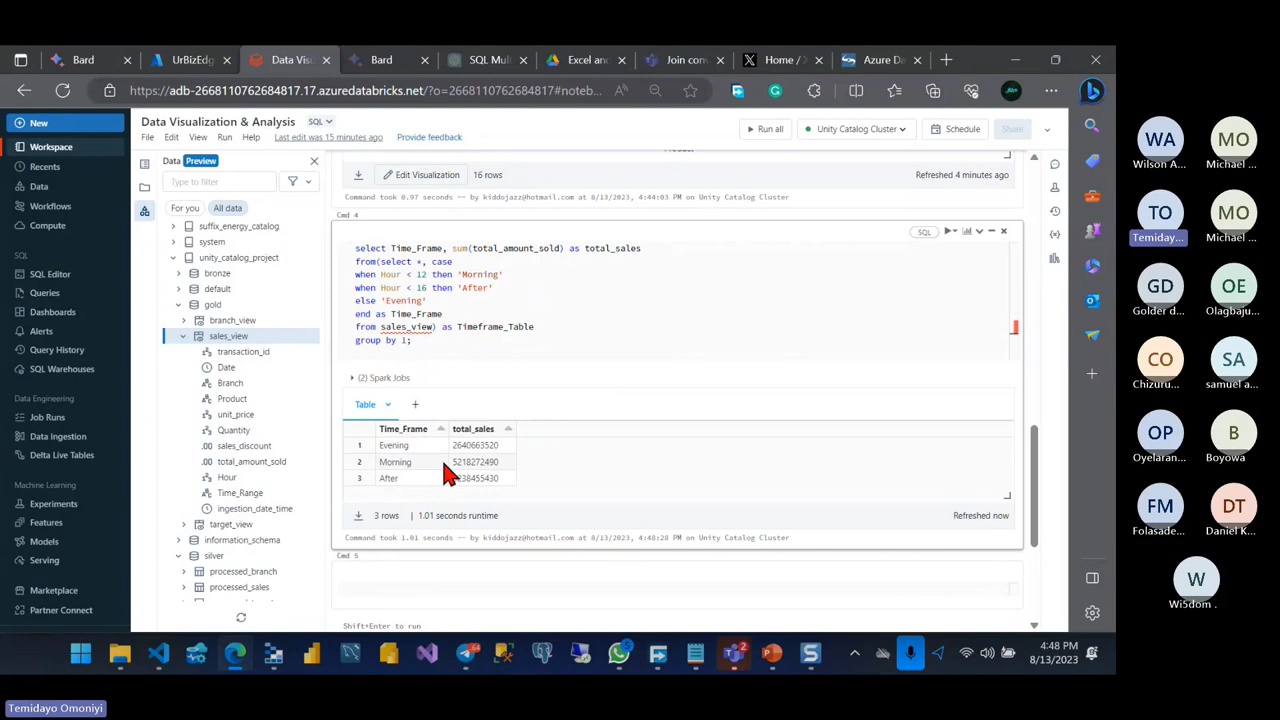 Bard
UrBizEdg
Data Vis
Bard
SQL Mult
Excel and
Join conv
Home / X
Azure Da
https://adb-2668110762684817.17.azuredatabricks.net/?o=2668110762684817#noteb...
New
Workspace
Recents
Data
Workflows
Compute
SQL
SQL Editor
Queries
Dashboards
Alerts
Query History
SQL Warehouses
Data Engineering
Job Runs
Data Ingestion
Delta Live Tables
Machine Learning
Experiments
Features
Models
Serving
Marketplace
Partner Connect
Data Visualization & Analysis
SQL
File Edit View Run Help Last edit was 15 minutes ago Provide feedback
Run all
Unity Catalog Cluster
Schedule
Share
Data Preview
Type to filter
For you All data
suffix_energy_catalog
system
unity_catalog_project
bronze
default
gold
branch_view
sales_view
transaction_id
Date
Branch
Product
unit_price
Quantity
sales_discount
total_amount_sold
Hour
Time_Range
ingestion_date_time
target_view
information_schema
silver
processed_branch
processed_sales
Edit Visualization
16 rows
Refreshed 4 minutes ago
Command took 0.97 seconds -- by kiddojazz@hotmail.com at 8/13/2023, 4:44:03 PM on Unity Catalog Cluster
Cmd 4
SQL
select Time_Frame, sum(total_amount_sold) as total_sales
from(select *, case
when Hour < 12 then 'Morning'
when Hour < 16 then 'After'
else 'Evening'
end as Time_Frame
from sales_view) as Timeframe_Table
group by 1;
(2) Spark Jobs
Table +
Time_Frame total_sales
1 Evening 2640663520
2 Morning 5218272490
3 After 238455430
3 rows | 1.01 seconds runtime
Refreshed now
Command took 1.01 seconds -- by kiddojazz@hotmail.com at 8/13/2023, 4:48:28 PM on Unity Catalog Cluster
Cmd 5
Shift+Enter to run
4:48 PM
8/13/2023
WA
Wilson A...
MO
Michael ...
TO
Temiday...
MO
Michael ...
GD
Golder d...
OE
Olagbaju...
CO
Chizuru...
SA
samuel a...
OP
Oyelaran...
B
Boyowa
FM
Folasade...
DT
Daniel K...
W
Wi5dom .
Temidayo Omoniyi